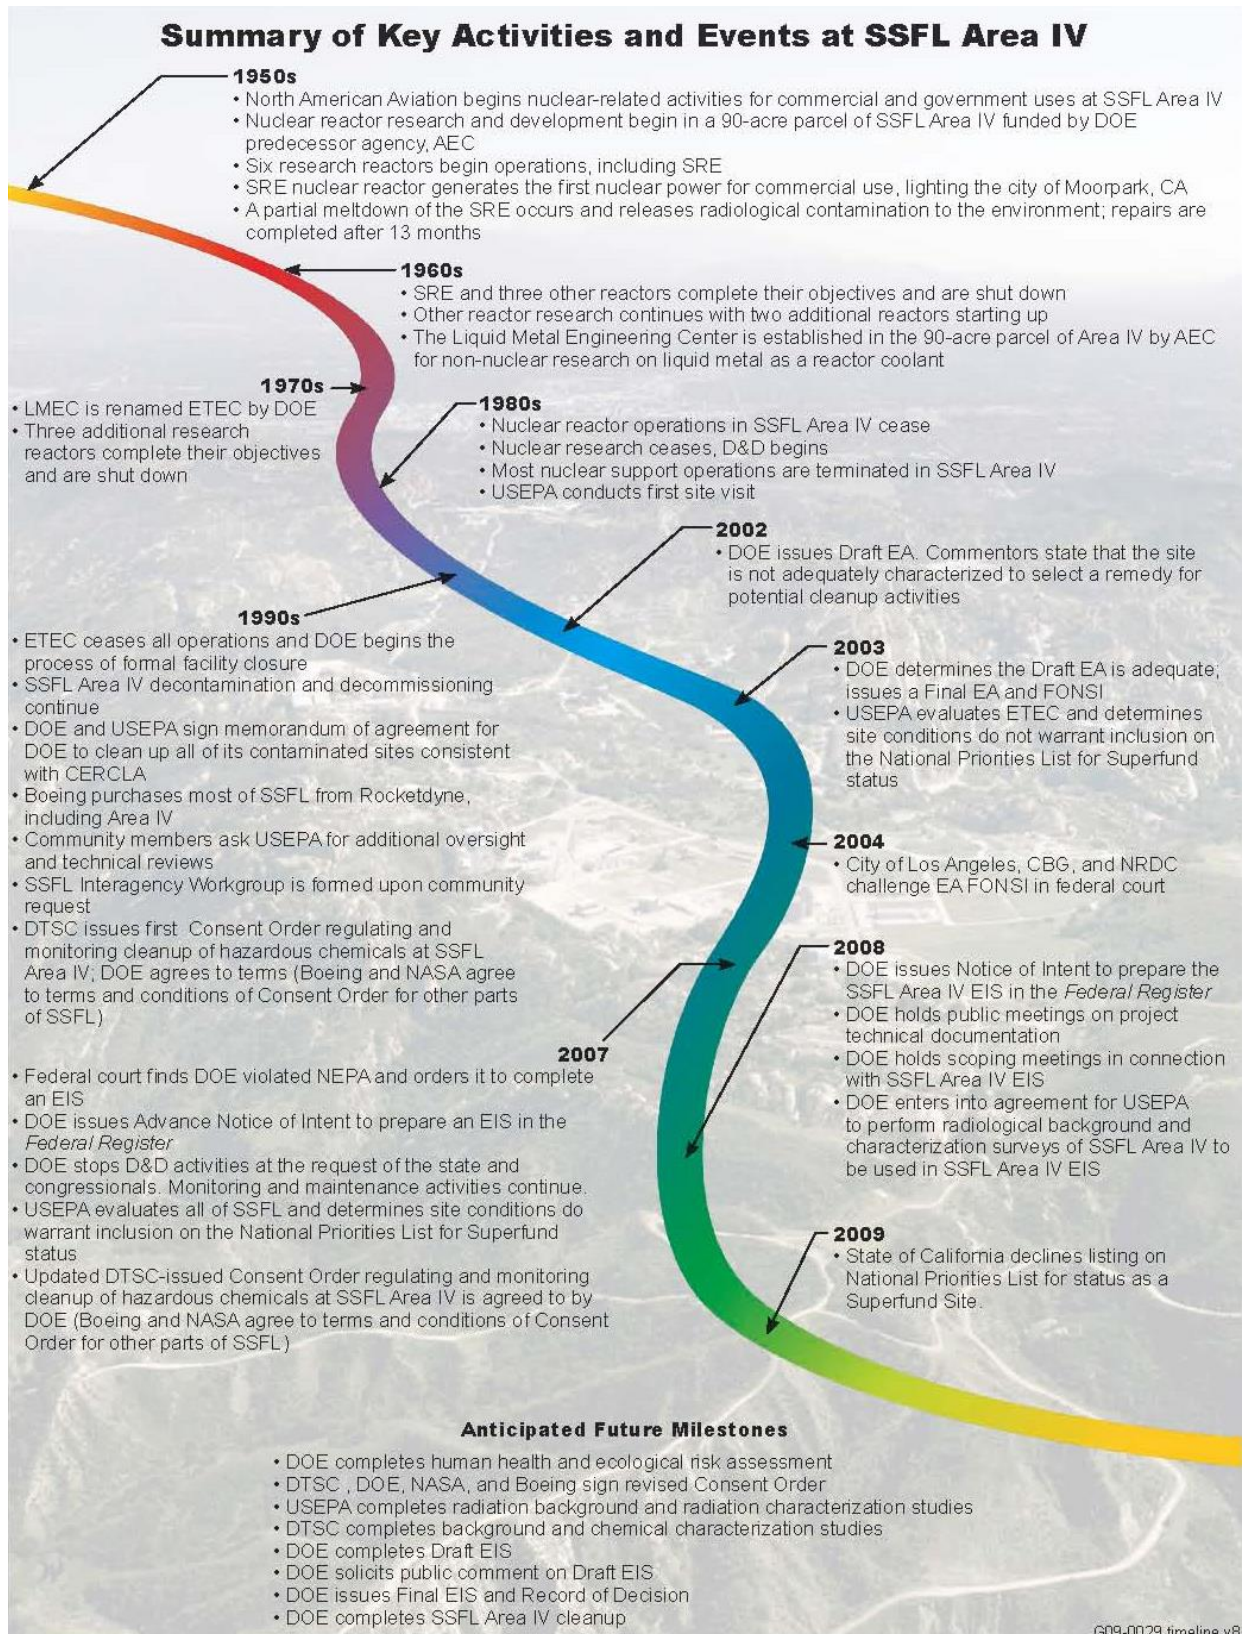 Summary of Key Activities and Events at SSFL Area IV
1950s
• North American Aviation begins nuclear-related activities for commercial and government uses at SSFL Area IV
• Nuclear reactor research and development begin in a 90-acre parcel of SSFL Area IV funded by DOE
predecessor agency, AEC
• Six research reactors begin operations, including SRE
• SRE nuclear reactor generates the first nuclear power for commercial use, lighting the city of Moorpark, CA
• A partial meltdown of the SRE occurs and releases radiological contamination to the environment; repairs are
completed after 13 months
1960s
• SRE and three other reactors complete their objectives and are shut down
• Other reactor research continues with two additional reactors starting up
• The Liquid Metal Engineering Center is established in the 90-acre parcel of Area IV by AEC
for non-nuclear research on liquid metal as a reactor coolant
1970s
• LMEC is renamed ETEC by DOE
• Three additional research
reactors complete their objectives
and are shut down
1980s
• Nuclear reactor operations in SSFL Area IV cease
• Nuclear research ceases, D&D begins
• Most nuclear support operations are terminated in SSFL Area IV
• USEPA conducts first site visit
1990s
• ETEC ceases all operations and DOE begins the
process of formal facility closure
• SSFL Area IV decontamination and decommissioning
continue
• DOE and USEPA sign memorandum of agreement for
DOE to clean up all of its contaminated sites consistent
with CERCLA
• Boeing purchases most of SSFL from Rocketdyne,
including Area IV
• Community members ask USEPA for additional oversight
and technical reviews
• SSFL Interagency Workgroup is formed upon community
request
• DTSC issues first Consent Order regulating and
monitoring cleanup of hazardous chemicals at SSFL
Area IV; DOE agrees to terms (Boeing and NASA agree
to terms and conditions of Consent Order for other parts
of SSFL)
2002
• DOE issues Draft EA. Commentors state that the site
is not adequately characterized to select a remedy for
potential cleanup activities
2003
• DOE determines the Draft EA is adequate;
issues a Final EA and FONSI
• USEPA evaluates ETEC and determines
site conditions do not warrant inclusion on
the National Priorities List for Superfund
status
2004
• City of Los Angeles, CBG, and NRDC
challenge EA FONSI in federal court
2007
• Federal court finds DOE violated NEPA and orders it to complete
an EIS
• DOE issues Advance Notice of Intent to prepare an EIS in the
Federal Register
• DOE stops D&D activities at the request of the state and
congressionals. Monitoring and maintenance activities continue.
• USEPA evaluates all of SSFL and determines site conditions do
warrant inclusion on the National Priorities List for Superfund
status
• Updated DTSC-issued Consent Order regulating and monitoring
cleanup of hazardous chemicals at SSFL Area IV is agreed to by
DOE (Boeing and NASA agree to terms and conditions of Consent
Order for other parts of SSFL)
2008
• DOE issues Notice of Intent to prepare the
SSFL Area IV EIS in the Federal Register
• DOE holds public meetings on project
technical documentation
• DOE holds scoping meetings in connection
with SSFL Area IV EIS
• DOE enters into agreement for USEPA
to perform radiological background and
characterization surveys of SSFL Area IV to
be used in SSFL Area IV EIS
2009
• State of California declines listing on
National Priorities List for status as a
Superfund Site.
Anticipated Future Milestones
• DOE completes human health and ecological risk assessment
• DTSC , DOE, NASA, and Boeing sign revised Consent Order
• USEPA completes radiation background and radiation characterization studies
• DTSC completes background and chemical characterization studies
• DOE completes Draft EIS
• DOE solicits public comment on Draft EIS
• DOE issues Final EIS and Record of Decision
• DOE completes SSFL Area IV cleanup
G09-0029 timeline v8